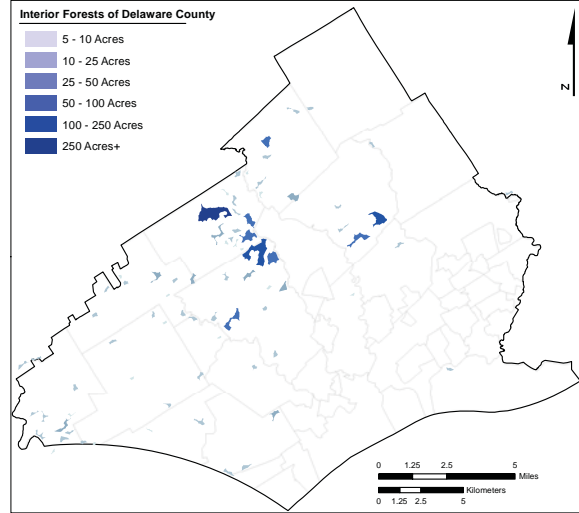 Interior Forests of Delaware County
5 - 10 Acres
10 - 25 Acres
25 - 50 Acres
50 - 100 Acres
100 - 250 Acres
250 Acres+
N
0 1.25 2.5 5
Miles
Kilometers
0 1.25 2.5 5